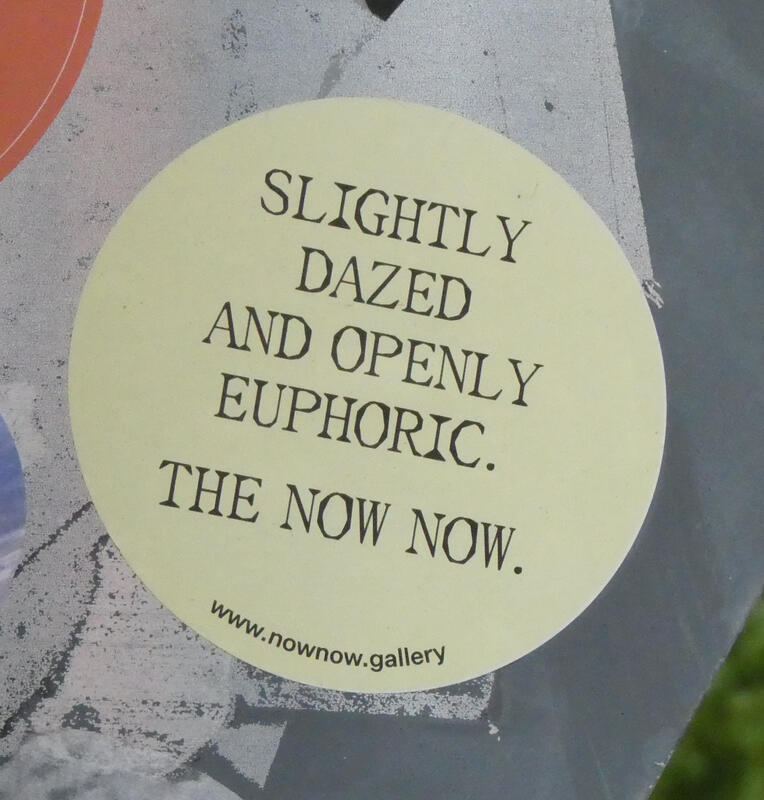 SLIGHTLY
DAZED
AND OPENLY
EUPHORIC.
THE NOW NOW.
www.nownow.gallery